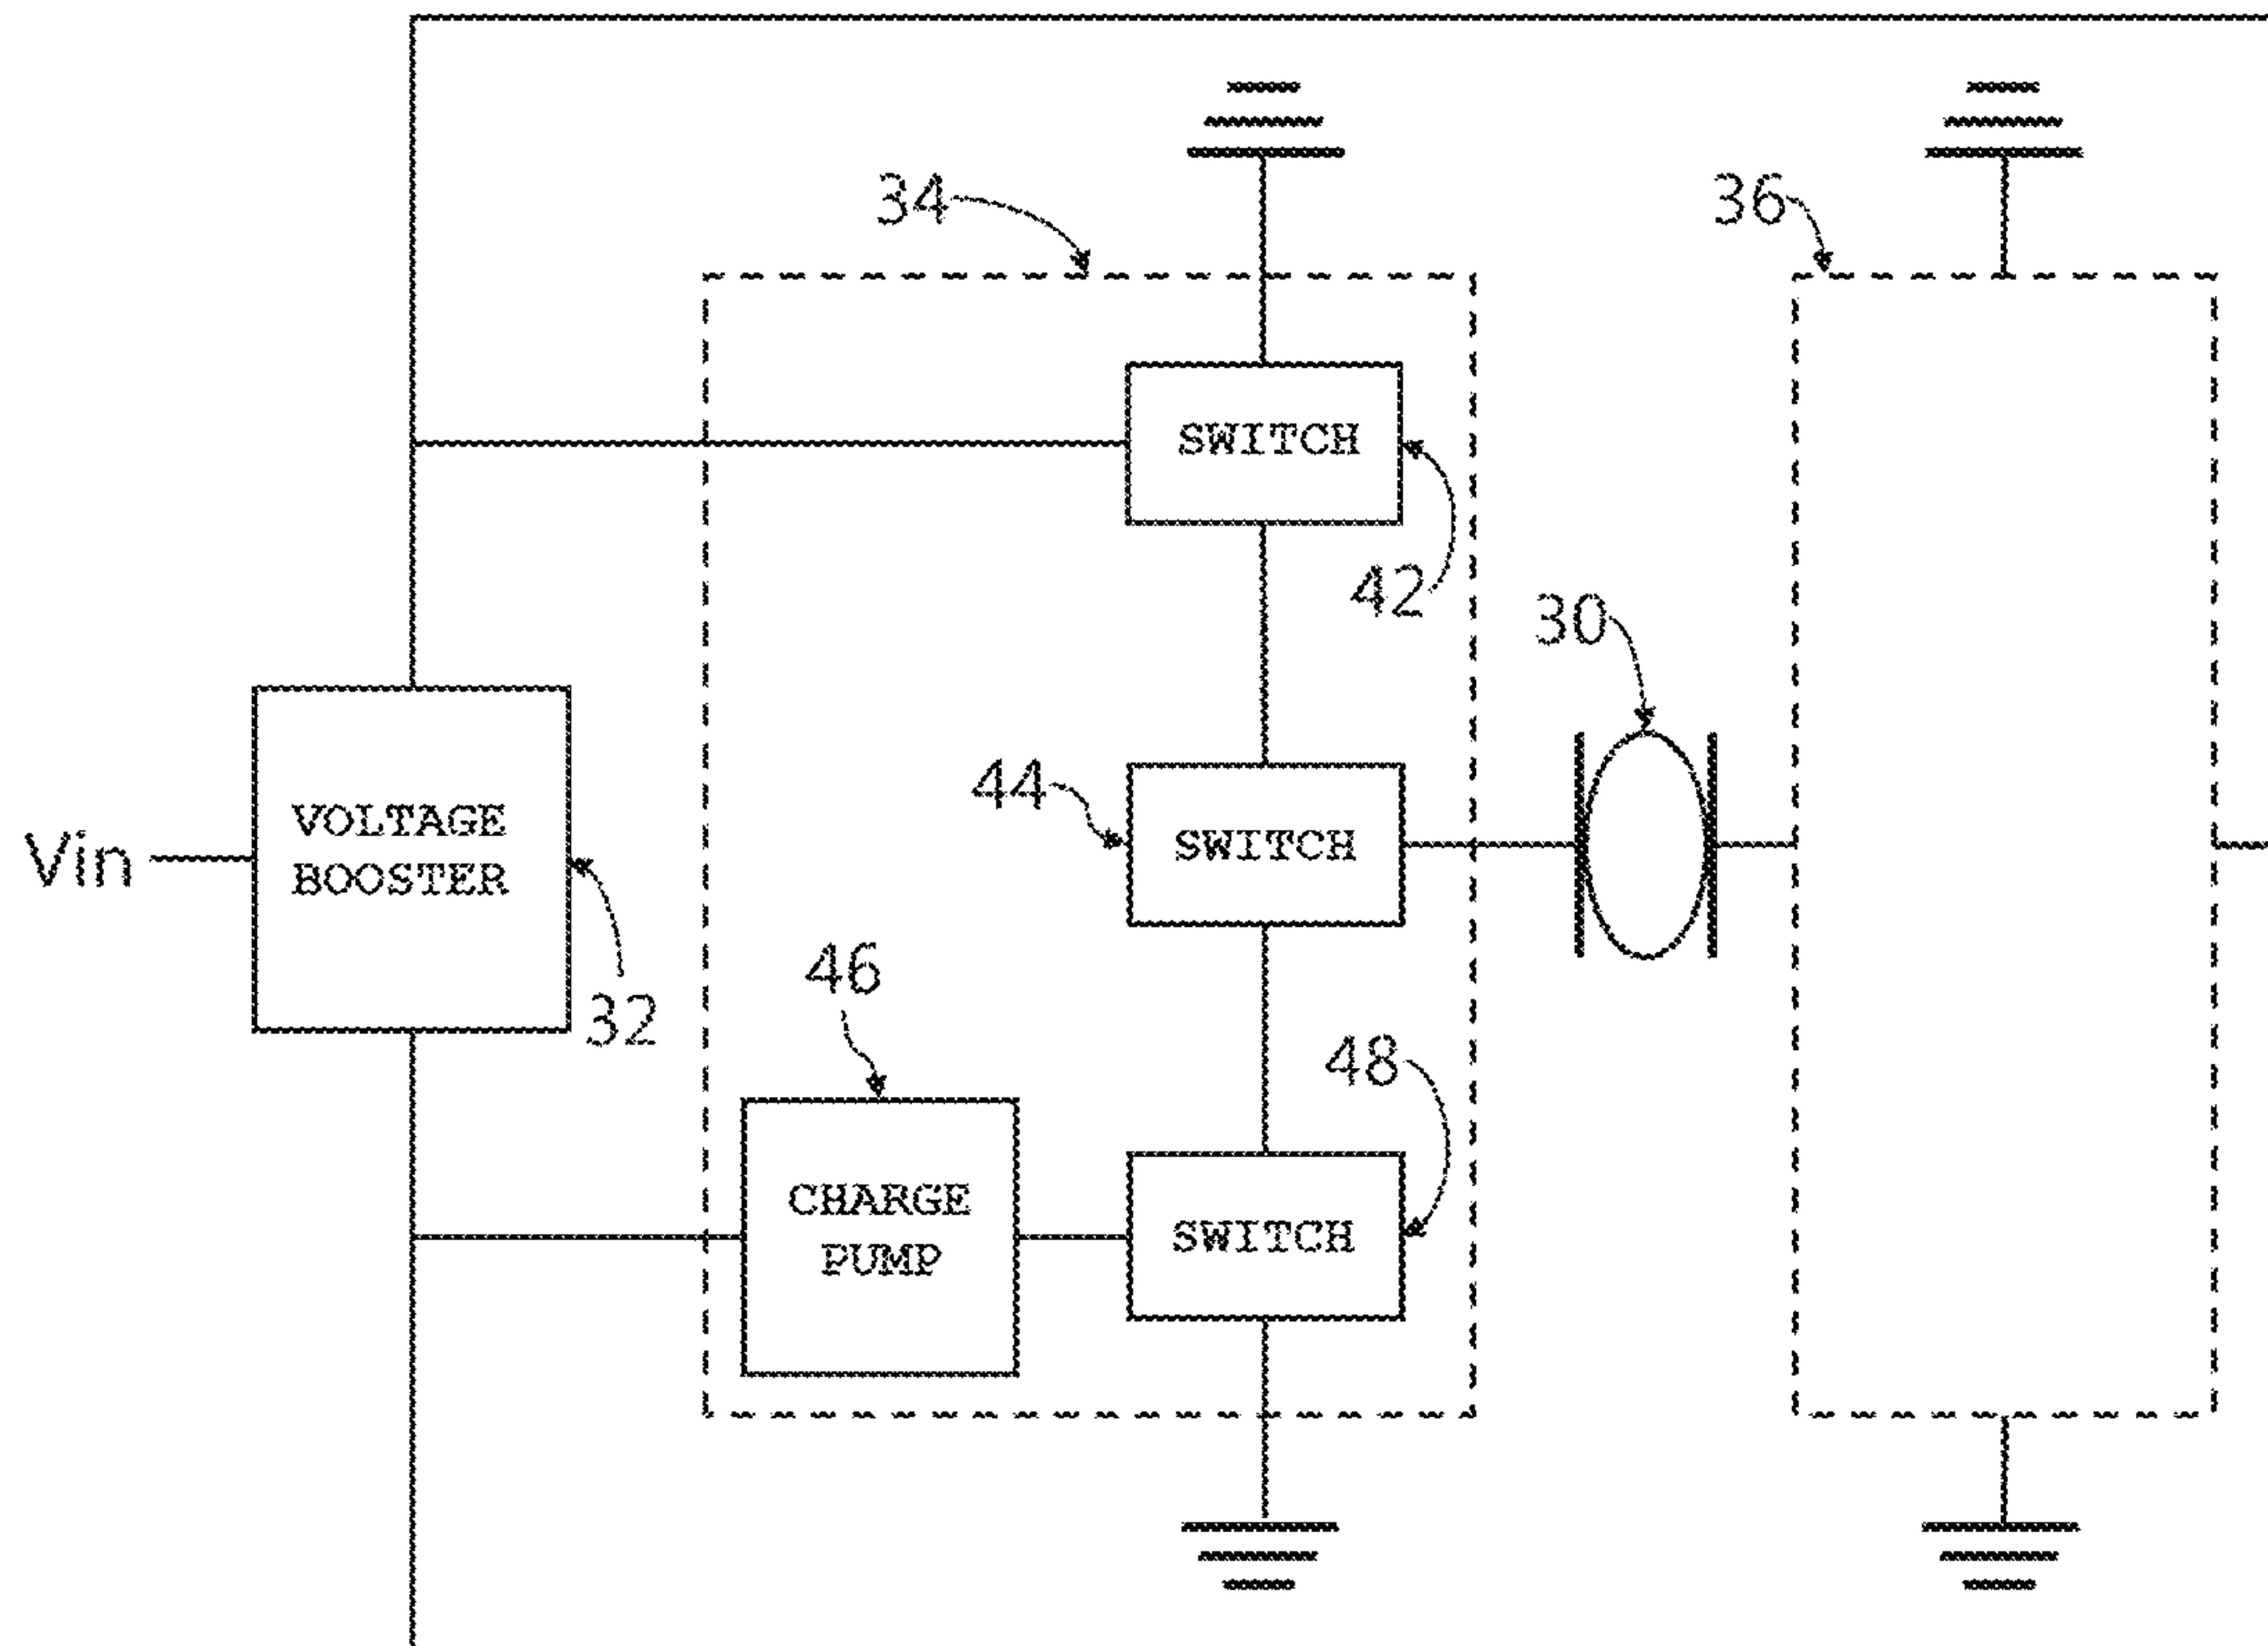 34
36
SWITCH
42
30
44
VOLTAGE
BOOSTER
SWITCH
Vin
46
32
48
CHARGE
PUMP
SWITCH